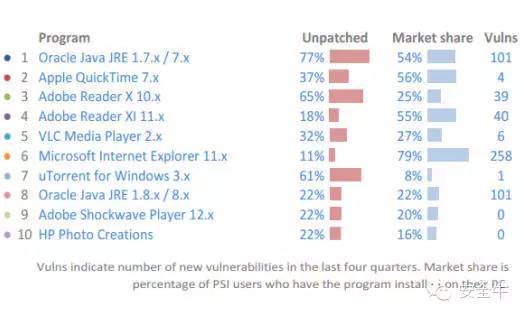 Program Unpatched Market share Vulns
1 Oracle Java JRE 1.7.x / 7.x 77% 54% 101
2 Apple QuickTime 7.x 37% 56% 4
3 Adobe Reader X 10.x 65% 25% 39
4 Adobe Reader XI 11.x 18% 55% 40
5 VLC Media Player 2.x 32% 27% 6
6 Microsoft Internet Explorer 11.x 11% 79% 258
7 uTorrent for Windows 3.x 61% 8% 1
8 Oracle Java JRE 1.8.x / 8.x 22% 22% 101
9 Adobe Shockwave Player 12.x 22% 20% 0
10 HP Photo Creations 22% 16% 0
Vulns indicate number of new vulnerabilities in the last four quarters. Market share is
percentage of PSI users who have the program on their PC
安全牛